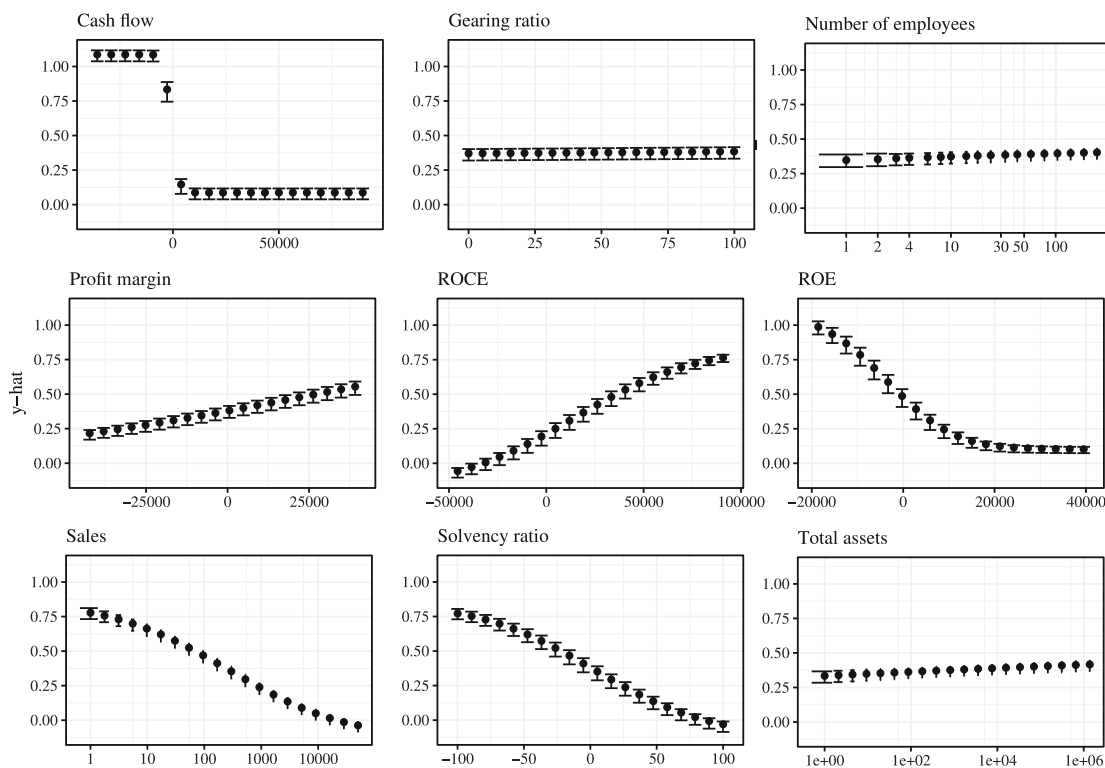 Cash flow
Gearing ratio
Number of employees
1.00
0.75
0.50
0.25
0.00
0 50000
1.00
0.75
0.50
0.25
0.00
0 25 50 75 100
1.00
0.75
0.50
0.25
0.00
1 2 4 10 30 50 100
Profit margin
ROCE
ROE
y−hat
1.00
0.75
0.50
0.25
0.00
−25000 0 25000
1.00
0.75
0.50
0.25
0.00
−50000 0 50000 100000
1.00
0.75
0.50
0.25
0.00
−20000 0 20000 40000
Sales
Solvency ratio
Total assets
1.00
0.75
0.50
0.25
0.00
1 10 100 1000 10000
1.00
0.75
0.50
0.25
0.00
−100 −50 0 50 100
1.00
0.75
0.50
0.25
0.00
1e+00 1e+02 1e+04 1e+06